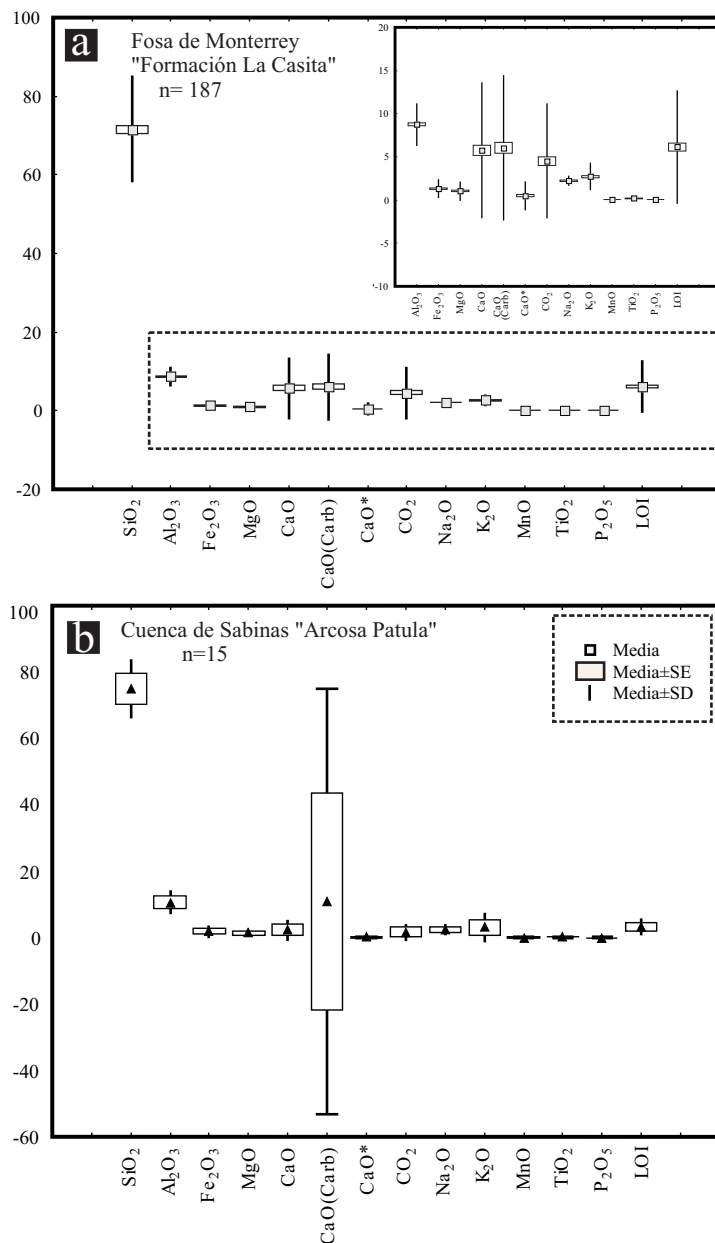 100
80
60
40
20
0
-20
a
Fosa de Monterrey
"Formación La Casita"
n= 187
20
15
10
5
0
-5
-10
Al₂O₃
Fe₂O₃
MgO
CaO
CaO
(Carb)
CaO*
CO₂
Na₂O
K₂O
MnO
TiO₂
P₂O₅
LOI
SiO₂
Al₂O₃
Fe₂O₃
MgO
CaO
CaO(Carb)
CaO*
CO₂
Na₂O
K₂O
MnO
TiO₂
P₂O₅
LOI
100
80
60
40
20
0
-20
-40
-60
b
Cuenca de Sabinas "Arcosa Patula"
n=15
Media
Media±SE
Media±SD
SiO₂
Al₂O₃
Fe₂O₃
MgO
CaO
CaO(Carb)
CaO*
CO₂
Na₂O
K₂O
MnO
TiO₂
P₂O₅
LOI